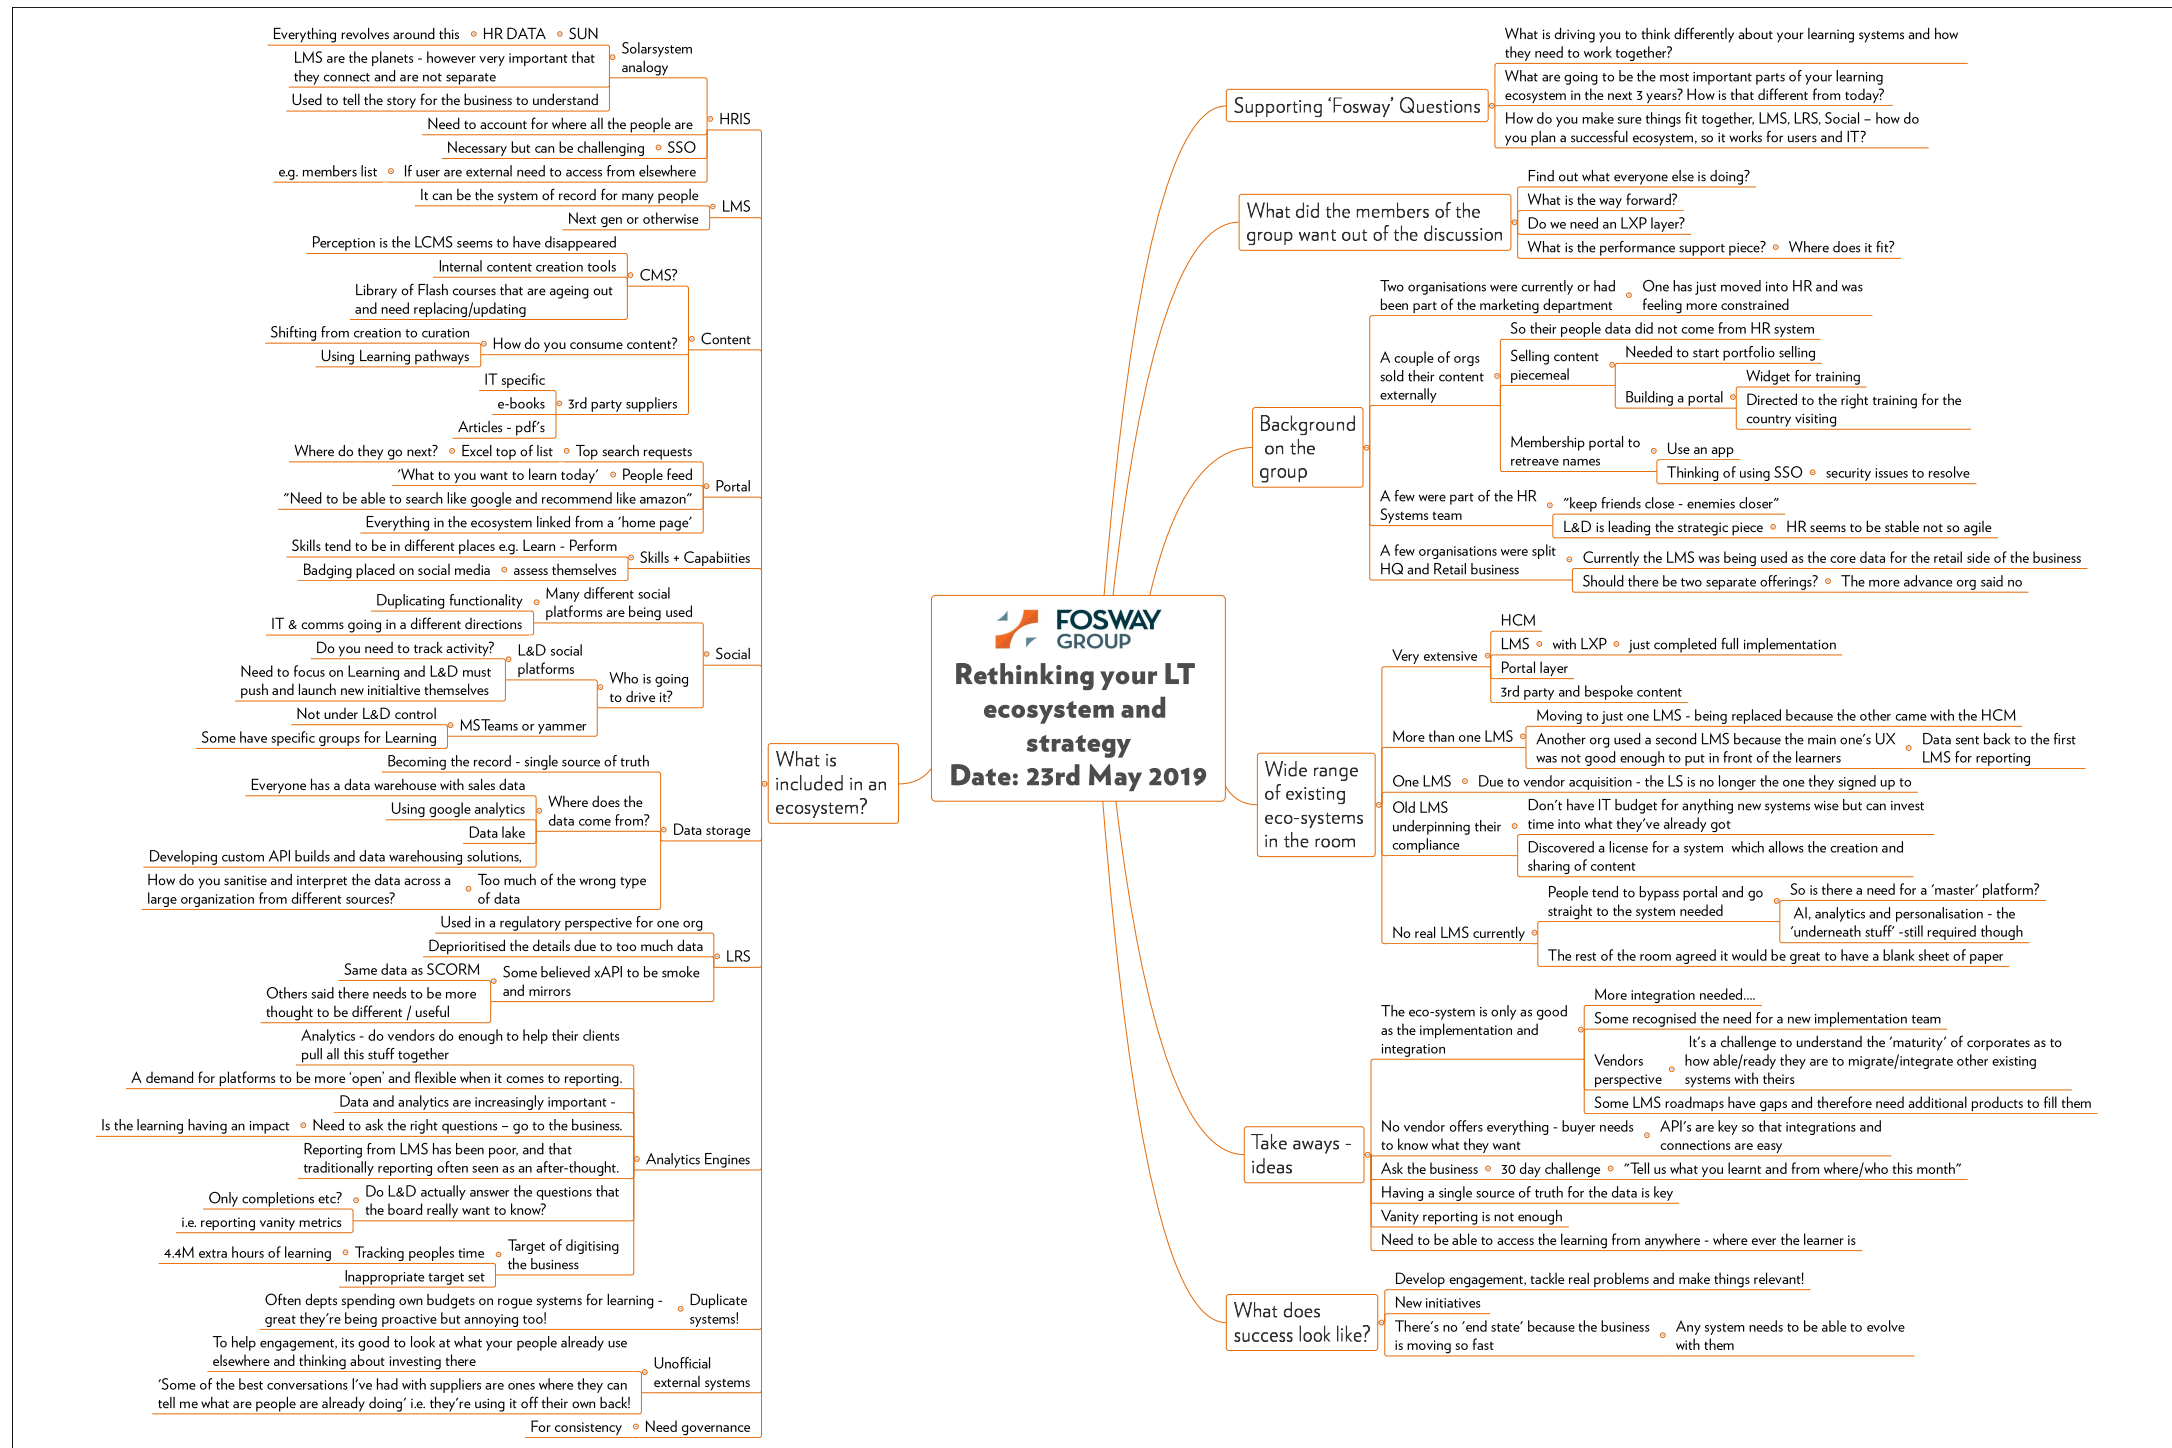 FOSWAY
GROUP
Rethinking your LT
ecosystem and
strategy
Date: 23rd May 2019
Supporting ‘Fosway’ Questions
What is driving you to think differently about your learning systems and how
they need to work together?
What are going to be the most important parts of your learning
ecosystem in the next 3 years? How is that different from today?
How do you make sure things fit together, LMS, LRS, Social – how do
you plan a successful ecosystem, so it works for users and IT?
What did the members of the
group want out of the discussion
Find out what everyone else is doing?
What is the way forward?
Do we need an LXP layer?
What is the performance support piece?
Where does it fit?
Background
on the
group
Two organisations were currently or had
been part of the marketing department
One has just moved into HR and was
feeling more constrained
A couple of orgs
sold their content
externally
So their people data did not come from HR system
Selling content
piecemeal
Needed to start portfolio selling
Building a portal
Widget for training
Directed to the right training for the
country visiting
Membership portal to
retreave names
Use an app
Thinking of using SSO
security issues to resolve
A few were part of the HR
Systems team
"keep friends close - enemies closer"
L&D is leading the strategic piece
HR seems to be stable not so agile
A few organisations were split
HQ and Retail business
Currently the LMS was being used as the core data for the retail side of the business
Should there be two separate offerings?
The more advance org said no
Wide range
of existing
eco-systems
in the room
Very extensive
HCM
LMS
with LXP
just completed full implementation
Portal layer
3rd party and bespoke content
More than one LMS
Moving to just one LMS - being replaced because the other came with the HCM
Another org used a second LMS because the main one's UX
was not good enough to put in front of the learners
Data sent back to the first
LMS for reporting
One LMS
Due to vendor acquisition - the LS is no longer the one they signed up to
Old LMS
underpinning their
compliance
Don't have IT budget for anything new systems wise but can invest
time into what they've already got
Discovered a license for a system which allows the creation and
sharing of content
No real LMS currently
People tend to bypass portal and go
straight to the system needed
So is there a need for a 'master' platform?
AI, analytics and personalisation - the
'underneath stuff' -still required though
The rest of the room agreed it would be great to have a blank sheet of paper
Take aways -
ideas
The eco-system is only as good
as the implementation and
integration
More integration needed....
Some recognised the need for a new implementation team
Vendors
perspective
It's a challenge to understand the 'maturity' of corporates as to
how able/ready they are to migrate/integrate other existing
systems with theirs
Some LMS roadmaps have gaps and therefore need additional products to fill them
No vendor offers everything - buyer needs
to know what they want
API's are key so that integrations and
connections are easy
Ask the business
30 day challenge
"Tell us what you learnt and from where/who this month"
Having a single source of truth for the data is key
Vanity reporting is not enough
Need to be able to access the learning from anywhere - where ever the learner is
What does
success look like?
Develop engagement, tackle real problems and make things relevant!
New initiatives
There's no 'end state' because the business
is moving so fast
Any system needs to be able to evolve
with them
What is
included in an
ecosystem?
HRIS
Solarsystem
analogy
SUN
HR DATA
Everything revolves around this
LMS are the planets - however very important that
they connect and are not separate
Used to tell the story for the business to understand
Need to account for where all the people are
SSO
Necessary but can be challenging
If user are external need to access from elsewhere
e.g. members list
LMS
It can be the system of record for many people
Next gen or otherwise
Content
CMS?
Perception is the LCMS seems to have disappeared
Internal content creation tools
Library of Flash courses that are ageing out
and need replacing/updating
How do you consume content?
Shifting from creation to curation
Using Learning pathways
3rd party suppliers
IT specific
e-books
Articles - pdf's
Portal
Top search requests
Excel top of list
Where do they go next?
People feed
'What to you want to learn today'
"Need to be able to search like google and recommend like amazon"
Everything in the ecosystem linked from a 'home page'
Skills + Capabiities
Skills tend to be in different places e.g. Learn - Perform
assess themselves
Badging placed on social media
Social
Many different social
platforms are being used
Duplicating functionality
IT & comms going in a different directions
Who is going
to drive it?
L&D social
platforms
Do you need to track activity?
Need to focus on Learning and L&D must
push and launch new initialtive themselves
MSTeams or yammer
Not under L&D control
Some have specific groups for Learning
Data storage
Becoming the record - single source of truth
Where does the
data come from?
Everyone has a data warehouse with sales data
Using google analytics
Data lake
Developing custom API builds and data warehousing solutions,
Too much of the wrong type
of data
How do you sanitise and interpret the data across a
large organization from different sources?
LRS
Used in a regulatory perspective for one org
Deprioritised the details due to too much data
Some believed xAPI to be smoke
and mirrors
Same data as SCORM
Others said there needs to be more
thought to be different / useful
Analytics Engines
Analytics - do vendors do enough to help their clients
pull all this stuff together
A demand for platforms to be more 'open' and flexible when it comes to reporting.
Data and analytics are increasingly important -
Need to ask the right questions – go to the business.
Is the learning having an impact
Reporting from LMS has been poor, and that
traditionally reporting often seen as an after-thought.
Do L&D actually answer the questions that
the board really want to know?
Only completions etc?
i.e. reporting vanity metrics
Target of digitising
the business
Tracking peoples time
4.4M extra hours of learning
Inappropriate target set
Duplicate
systems!
Often depts spending own budgets on rogue systems for learning -
great they're being proactive but annoying too!
Unofficial
external systems
To help engagement, its good to look at what your people already use
elsewhere and thinking about investing there
'Some of the best conversations I've had with suppliers are ones where they can
tell me what are people are already doing' i.e. they're using it off their own back!
Need governance
For consistency